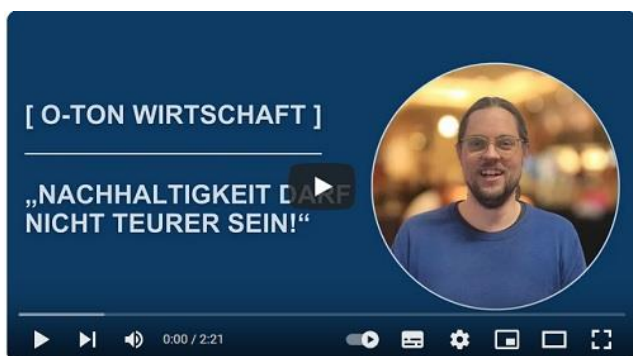 [ O-TON WIRTSCHAFT ]
„NACHHALTIGKEIT DARF
NICHT TEURER SEIN!“
0:00 / 2:21